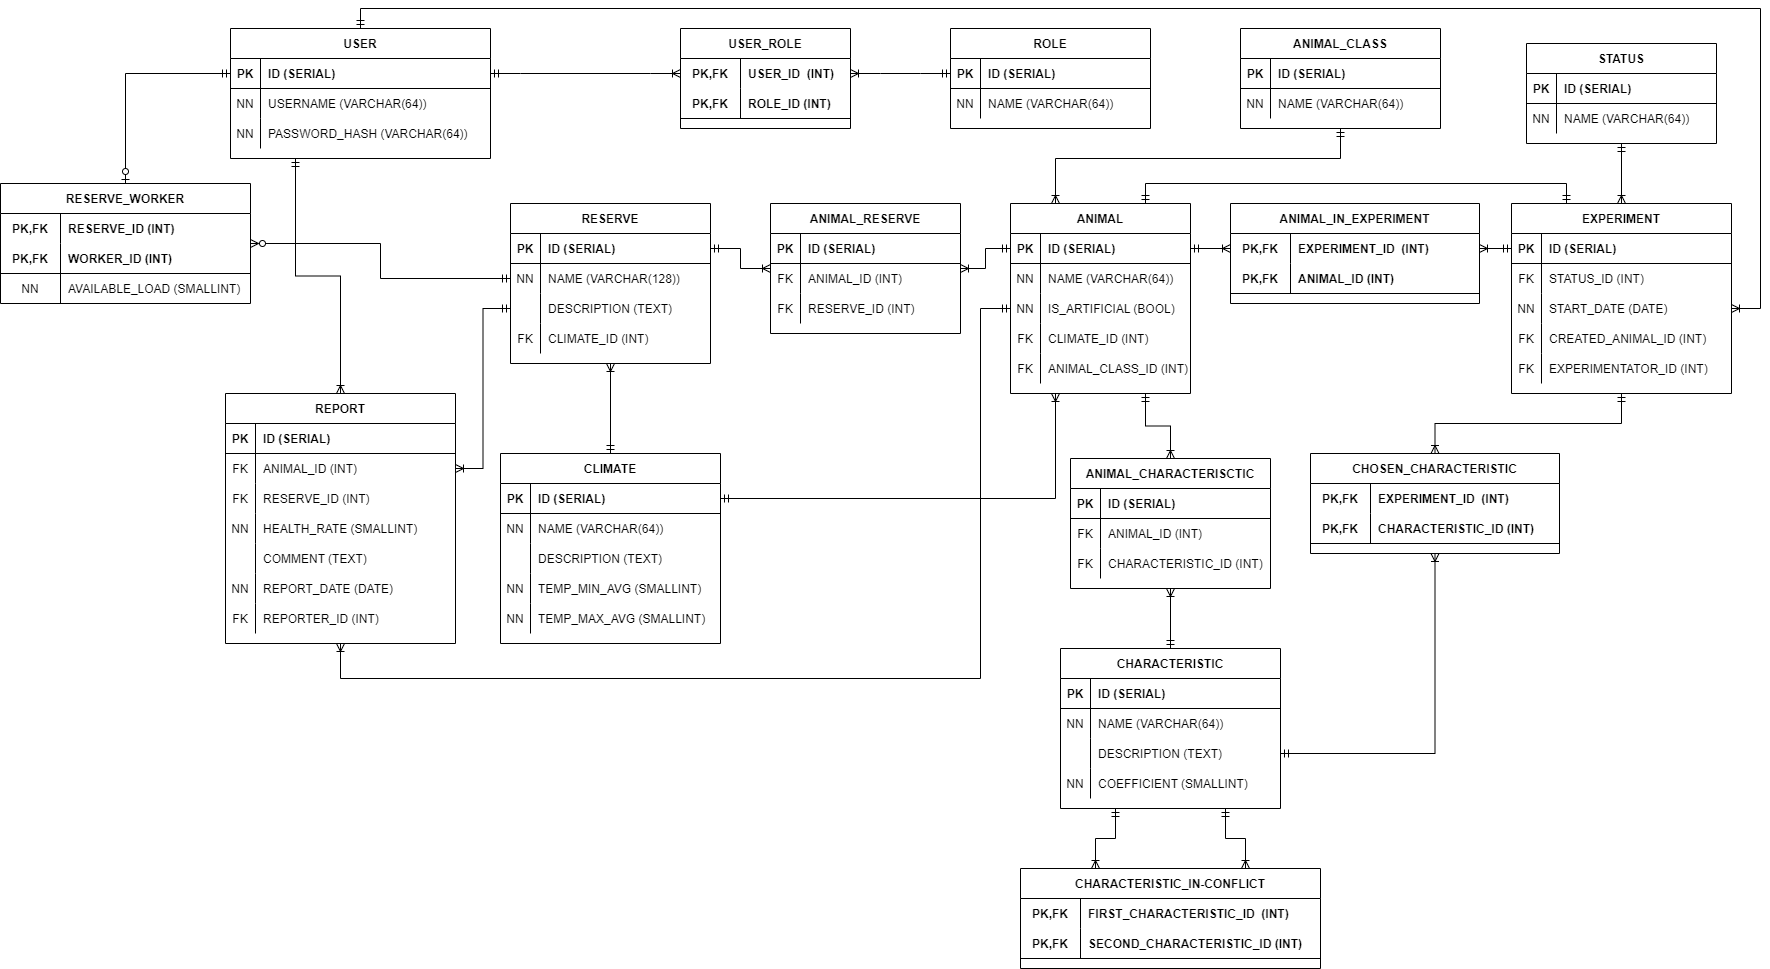 USER
PK ID (SERIAL)
NN USERNAME (VARCHAR(64))
NN PASSWORD_HASH (VARCHAR(64))
USER_ROLE
PK,FK USER_ID (INT)
PK,FK ROLE_ID (INT)
ROLE
PK ID (SERIAL)
NN NAME (VARCHAR(64))
ANIMAL_CLASS
PK ID (SERIAL)
NN NAME (VARCHAR(64))
STATUS
PK ID (SERIAL)
NN NAME (VARCHAR(64))
RESERVE_WORKER
PK,FK RESERVE_ID (INT)
PK,FK WORKER_ID (INT)
NN AVAILABLE_LOAD (SMALLINT)
RESERVE
PK ID (SERIAL)
NN NAME (VARCHAR(128))
DESCRIPTION (TEXT)
FK CLIMATE_ID (INT)
ANIMAL_RESERVE
PK ID (SERIAL)
FK ANIMAL_ID (INT)
FK RESERVE_ID (INT)
ANIMAL
PK ID (SERIAL)
NN NAME (VARCHAR(64))
NN IS_ARTIFICIAL (BOOL)
FK CLIMATE_ID (INT)
FK ANIMAL_CLASS_ID (INT)
ANIMAL_IN_EXPERIMENT
PK,FK EXPERIMENT_ID (INT)
PK,FK ANIMAL_ID (INT)
EXPERIMENT
PK ID (SERIAL)
FK STATUS_ID (INT)
NN START_DATE (DATE)
FK CREATED_ANIMAL_ID (INT)
FK EXPERIMENTATOR_ID (INT)
REPORT
PK ID (SERIAL)
FK ANIMAL_ID (INT)
FK RESERVE_ID (INT)
NN HEALTH_RATE (SMALLINT)
COMMENT (TEXT)
NN REPORT_DATE (DATE)
FK REPORTER_ID (INT)
CLIMATE
PK ID (SERIAL)
NN NAME (VARCHAR(64))
DESCRIPTION (TEXT)
NN TEMP_MIN_AVG (SMALLINT)
NN TEMP_MAX_AVG (SMALLINT)
ANIMAL_CHARACTERISCTIC
PK ID (SERIAL)
FK ANIMAL_ID (INT)
FK CHARACTERISTIC_ID (INT)
CHOSEN_CHARACTERISTIC
PK,FK EXPERIMENT_ID (INT)
PK,FK CHARACTERISTIC_ID (INT)
CHARACTERISTIC
PK ID (SERIAL)
NN NAME (VARCHAR(64))
DESCRIPTION (TEXT)
NN COEFFICIENT (SMALLINT)
CHARACTERISTIC_IN-CONFLICT
PK,FK FIRST_CHARACTERISTIC_ID (INT)
PK,FK SECOND_CHARACTERISTIC_ID (INT)